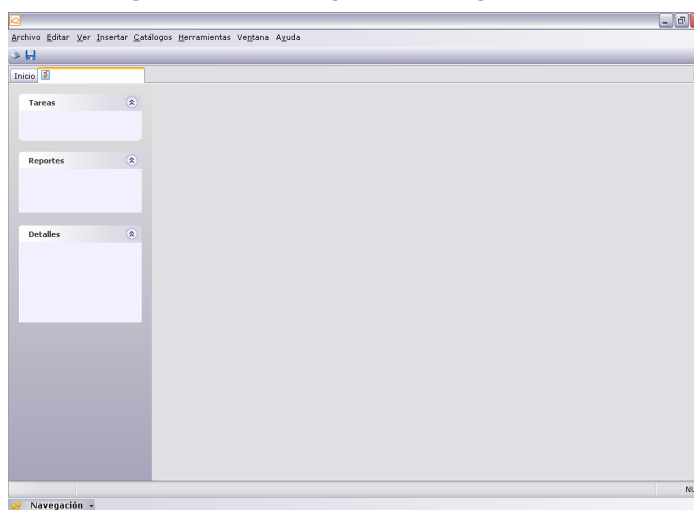 Archivo Editar Ver Insertar Catálogos Herramientas Ventana Ayuda
Inicio
Tareas
Reportes
Detalles
Navegación